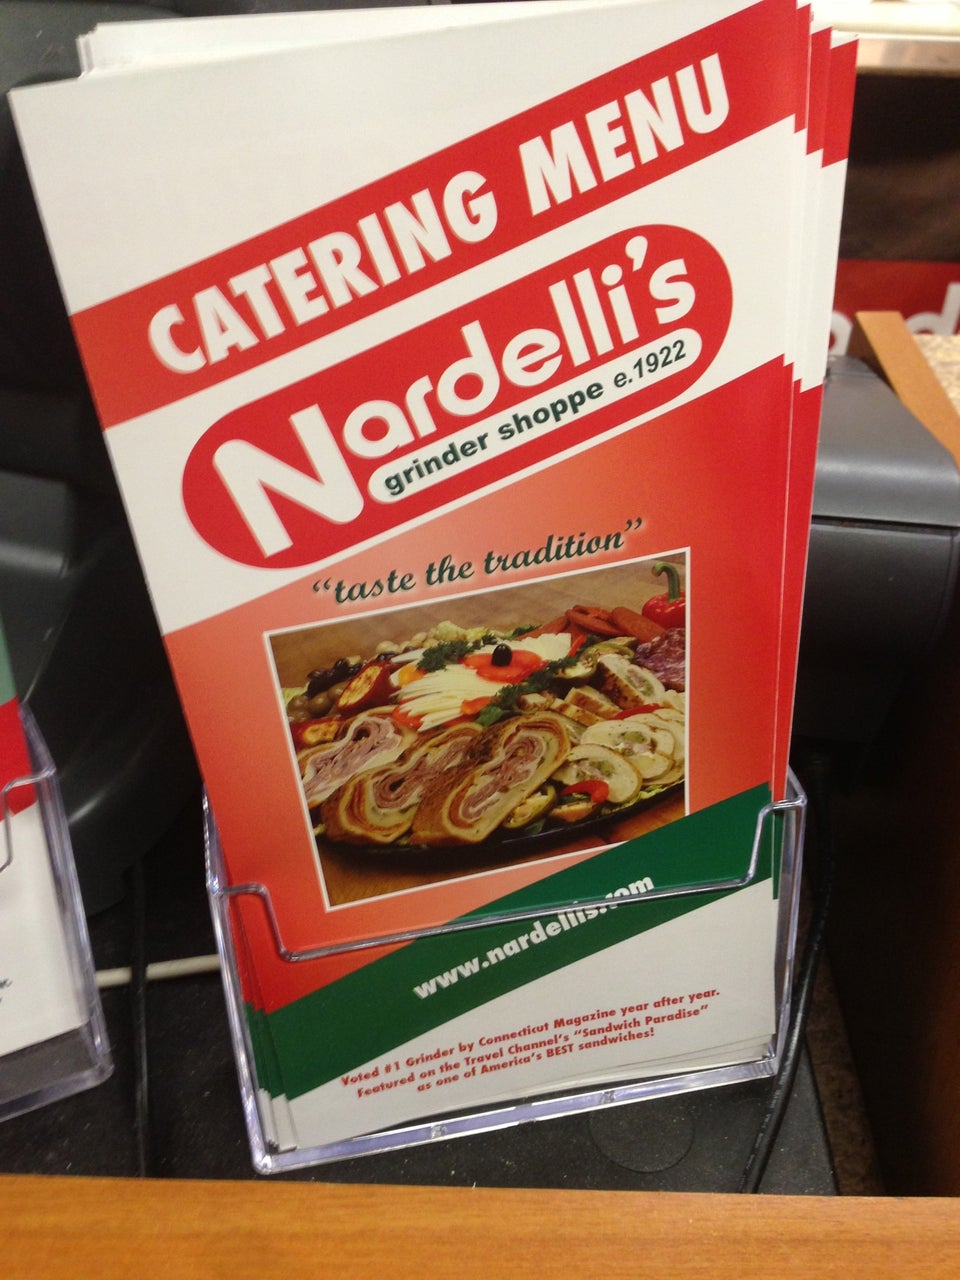 CATERING MENU
Nardelli's
grinder shoppe e.1922
"taste the tradition"
www.nardellis.com
Voted #1 Grinder by Connecticut Magazine year after year.
Featured on the Travel Channel's "Sandwich Paradise"
as one of America's BEST sandwiches!